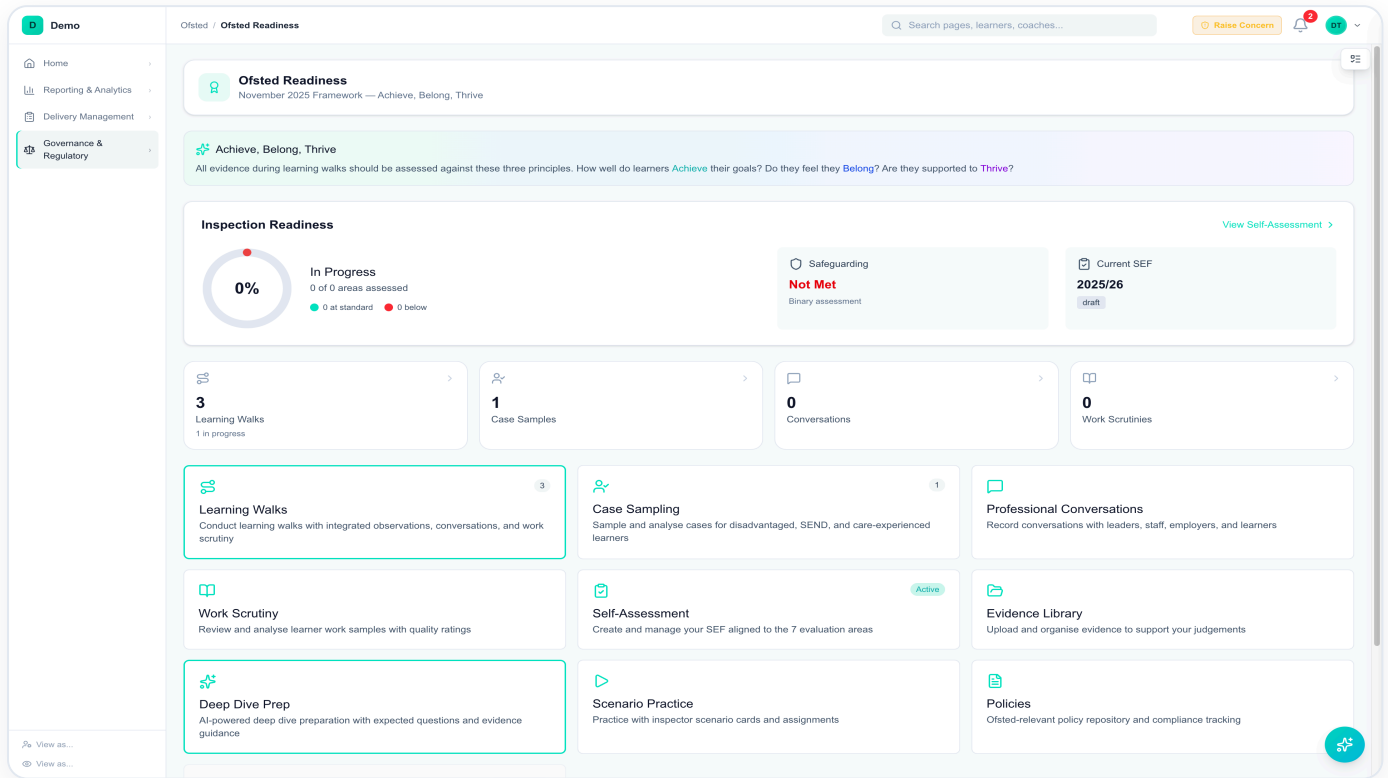 D Demo
Ofsted / Ofsted Readiness
Search pages, learners, coaches...
Raise Concern
2
DT
Home
Reporting & Analytics
Delivery Management
Governance &
Regulatory
View as...
View as...
Ofsted Readiness
November 2025 Framework — Achieve, Belong, Thrive
Achieve, Belong, Thrive
All evidence during learning walks should be assessed against these three principles. How well do learners Achieve their goals? Do they feel they Belong? Are they supported to Thrive?
Inspection Readiness
View Self-Assessment
0%
In Progress
0 of 0 areas assessed
0 at standard 0 below
Safeguarding
Not Met
Binary assessment
Current SEF
2025/26
draft
3
Learning Walks
1 in progress
1
Case Samples
0
Conversations
0
Work Scrutinies
3
Learning Walks
Conduct learning walks with integrated observations, conversations, and work
scrutiny
1
Case Sampling
Sample and analyse cases for disadvantaged, SEND, and care-experienced
learners
Professional Conversations
Record conversations with leaders, staff, employers, and learners
Work Scrutiny
Review and analyse learner work samples with quality ratings
Active
Self-Assessment
Create and manage your SEF aligned to the 7 evaluation areas
Evidence Library
Upload and organise evidence to support your judgements
Deep Dive Prep
AI-powered deep dive preparation with expected questions and evidence
guidance
Scenario Practice
Practice with inspector scenario cards and assignments
Policies
Ofsted-relevant policy repository and compliance tracking